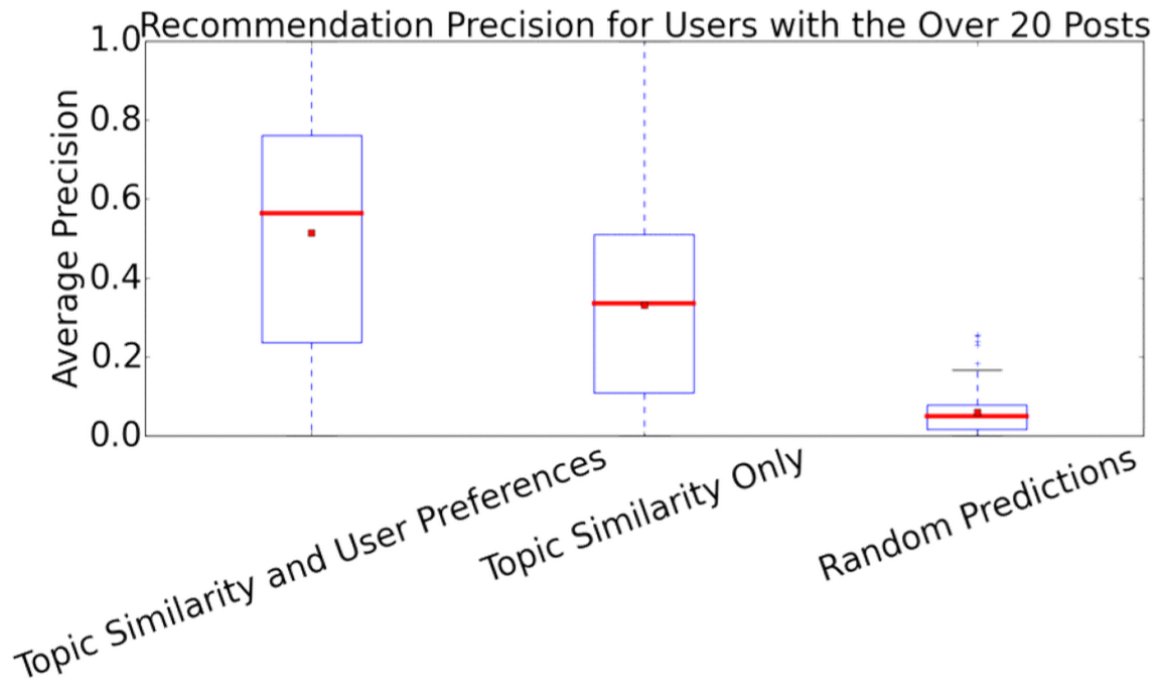 Recommendation Precision for Users with the Over 20 Posts
Average Precision
1.0
0.8
0.6
0.4
0.2
0.0
Topic Similarity and User Preferences
Topic Similarity Only
Random Predictions